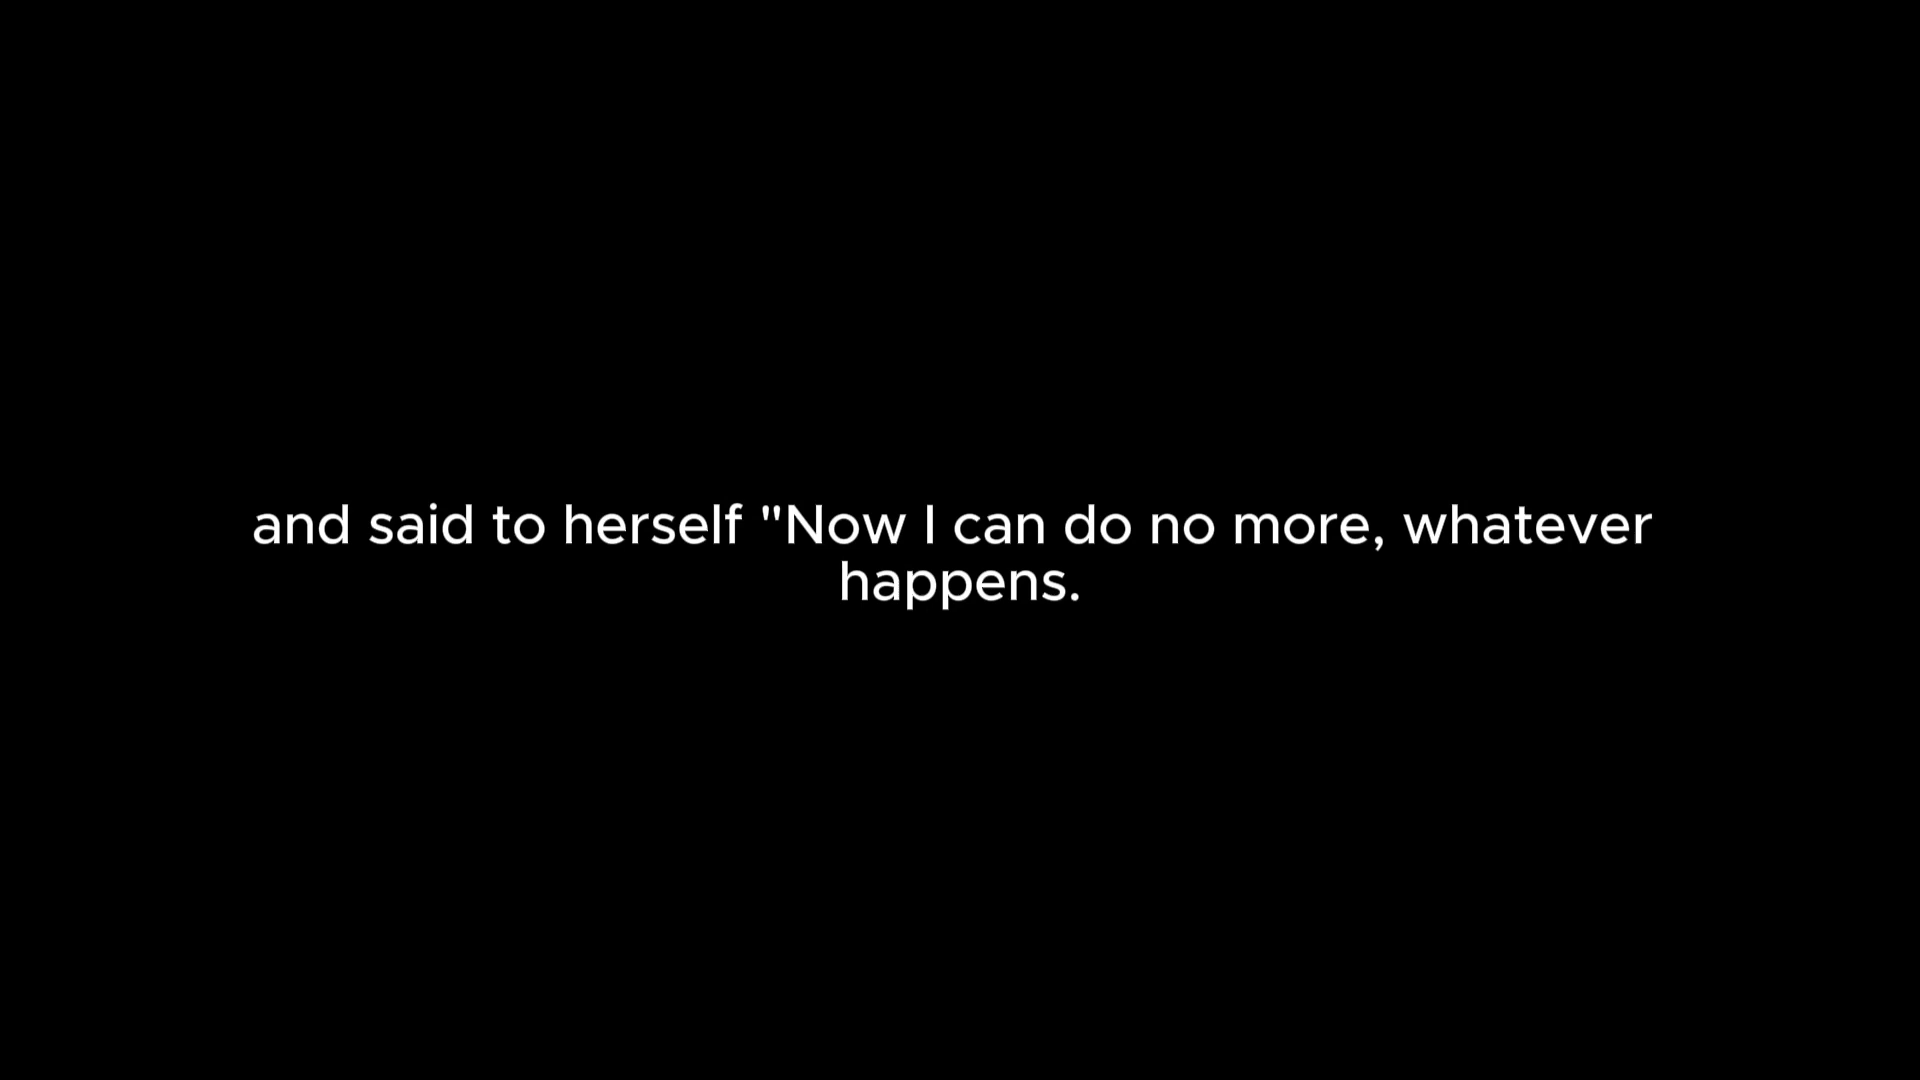 and said to herself "Now I can do no more, whatever
happens.